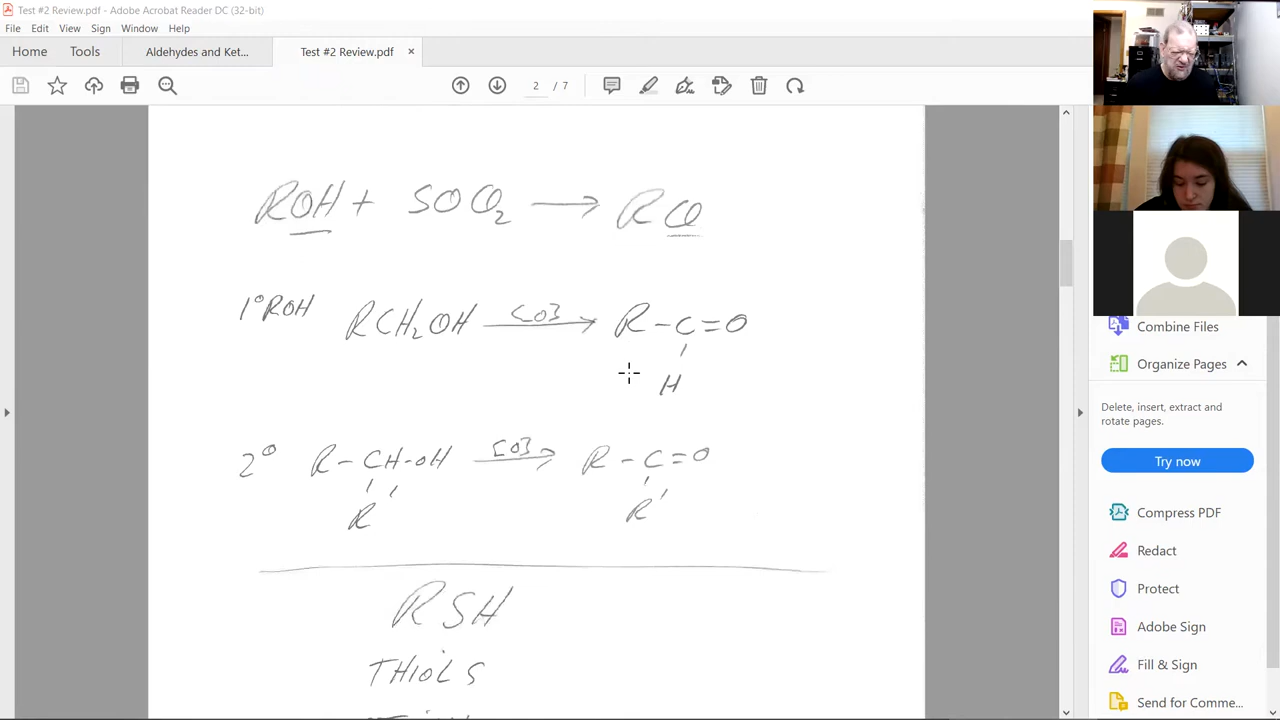 Test #2 Review.pdf - Adobe Acrobat Reader DC (32-bit)
File Edit View Sign Window Help
Home Tools Aldehydes and Ket... Test #2 Review.pdf ×
/ 7
ROH + SOCl2 → RCl
1° ROH RCH2OH CrO3 → R-C=O
H
2° R-CH-OH CrO3 → R-C=O
R' R'
RSH
THiOLS
Combine Files
Organize Pages
Delete, insert, extract and
rotate pages.
Try now
Compress PDF
Redact
Protect
Adobe Sign
Fill & Sign
Send for Comme...